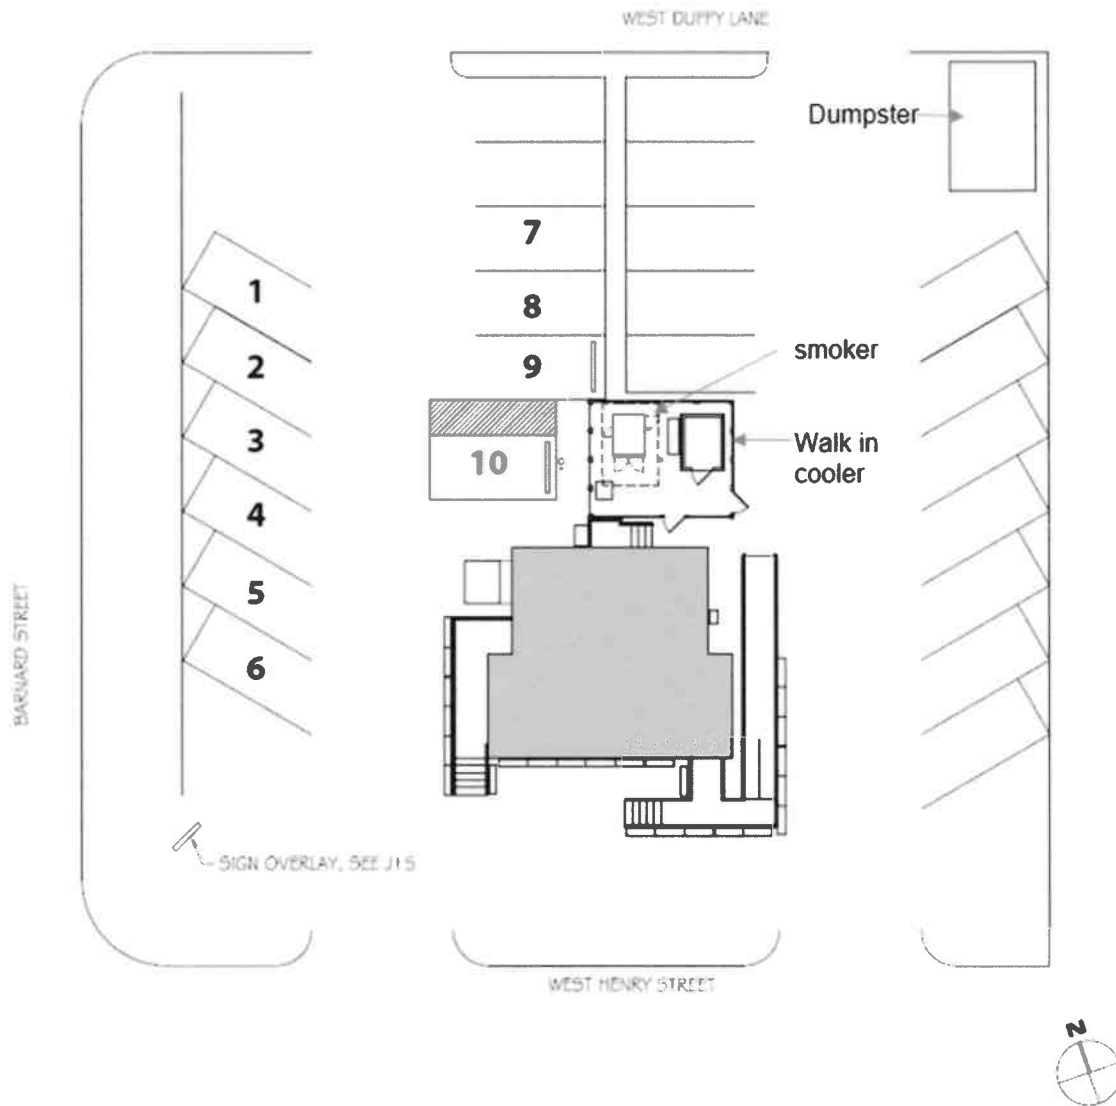 WEST DUFFY LANE
Dumpster
7
1
8
smoker
2
9
3
10
Walk in
cooler
4
5
6
BARNARD STREET
SIGN OVERLAY, SEE J1 5
WEST HENRY STREET
N